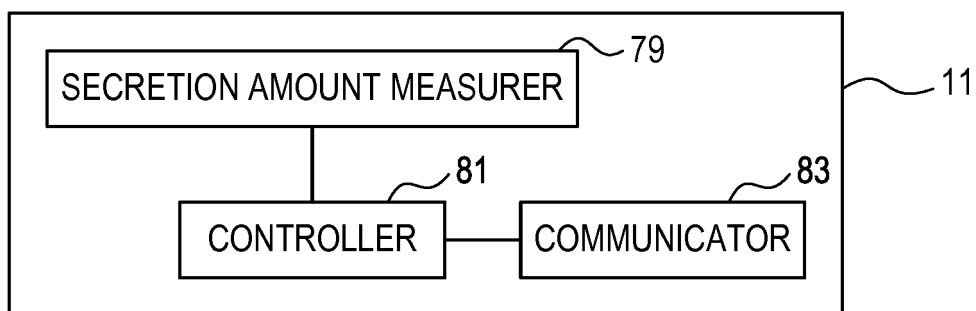 79
SECRETION AMOUNT MEASURER
11
81
83
CONTROLLER
COMMUNICATOR